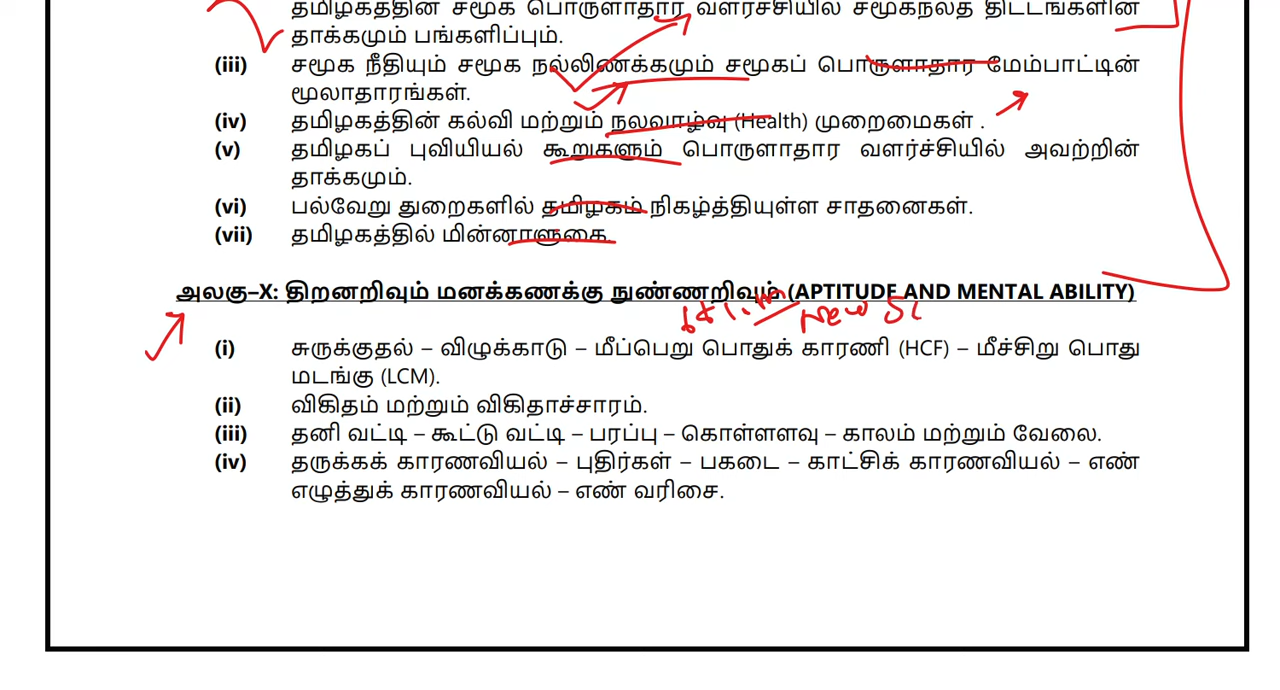 தமிழகத்தின் சமூக பொருளாதார வளர்ச்சியில் சமூகநலத் திட்டங்களின்
தாக்கமும் பங்களிப்பும்.
(iii) சமூக நீதியும் சமூக நல்லிணக்கமும் சமூகப் பொருளாதார மேம்பாட்டின்
மூலாதாரங்கள்.
(iv) தமிழகத்தின் கல்வி மற்றும் நலவாழ்வு (Health) முறைமைகள் .
(v) தமிழகப் புவியியல் கூறுகளும் பொருளாதார வளர்ச்சியில் அவற்றின்
தாக்கமும்.
(vi) பல்வேறு துறைகளில் தமிழகம் நிகழ்த்தியுள்ள சாதனைகள்.
(vii) தமிழகத்தில் மின்னாளுகை.
அலகு–X: திறனறிவும் மனக்கணக்கு நுண்ணறிவும் (APTITUDE AND MENTAL ABILITY)
New
(i) சுருக்குதல் – விழுக்காடு – மீப்பெறு பொதுக் காரணி (HCF) – மீச்சிறு பொது
மடங்கு (LCM).
(ii) விகிதம் மற்றும் விகிதாச்சாரம்.
(iii) தனி வட்டி – கூட்டு வட்டி – பரப்பு – கொள்ளளவு – காலம் மற்றும் வேலை.
(iv) தருக்கக் காரணவியல் – புதிர்கள் – பகடை – காட்சிக் காரணவியல் – எண்
எழுத்துக் காரணவியல் – எண் வரிசை.